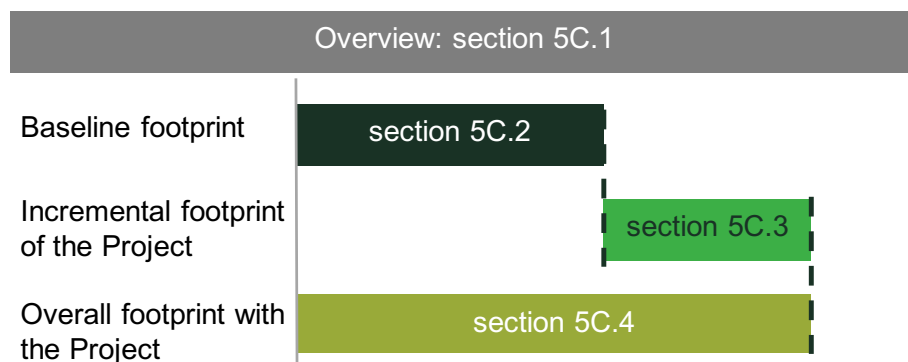 Overview: section 5C.1
Baseline footprint
section 5C.2
Incremental footprint
of the Project
section 5C.3
Overall footprint with
the Project
section 5C.4